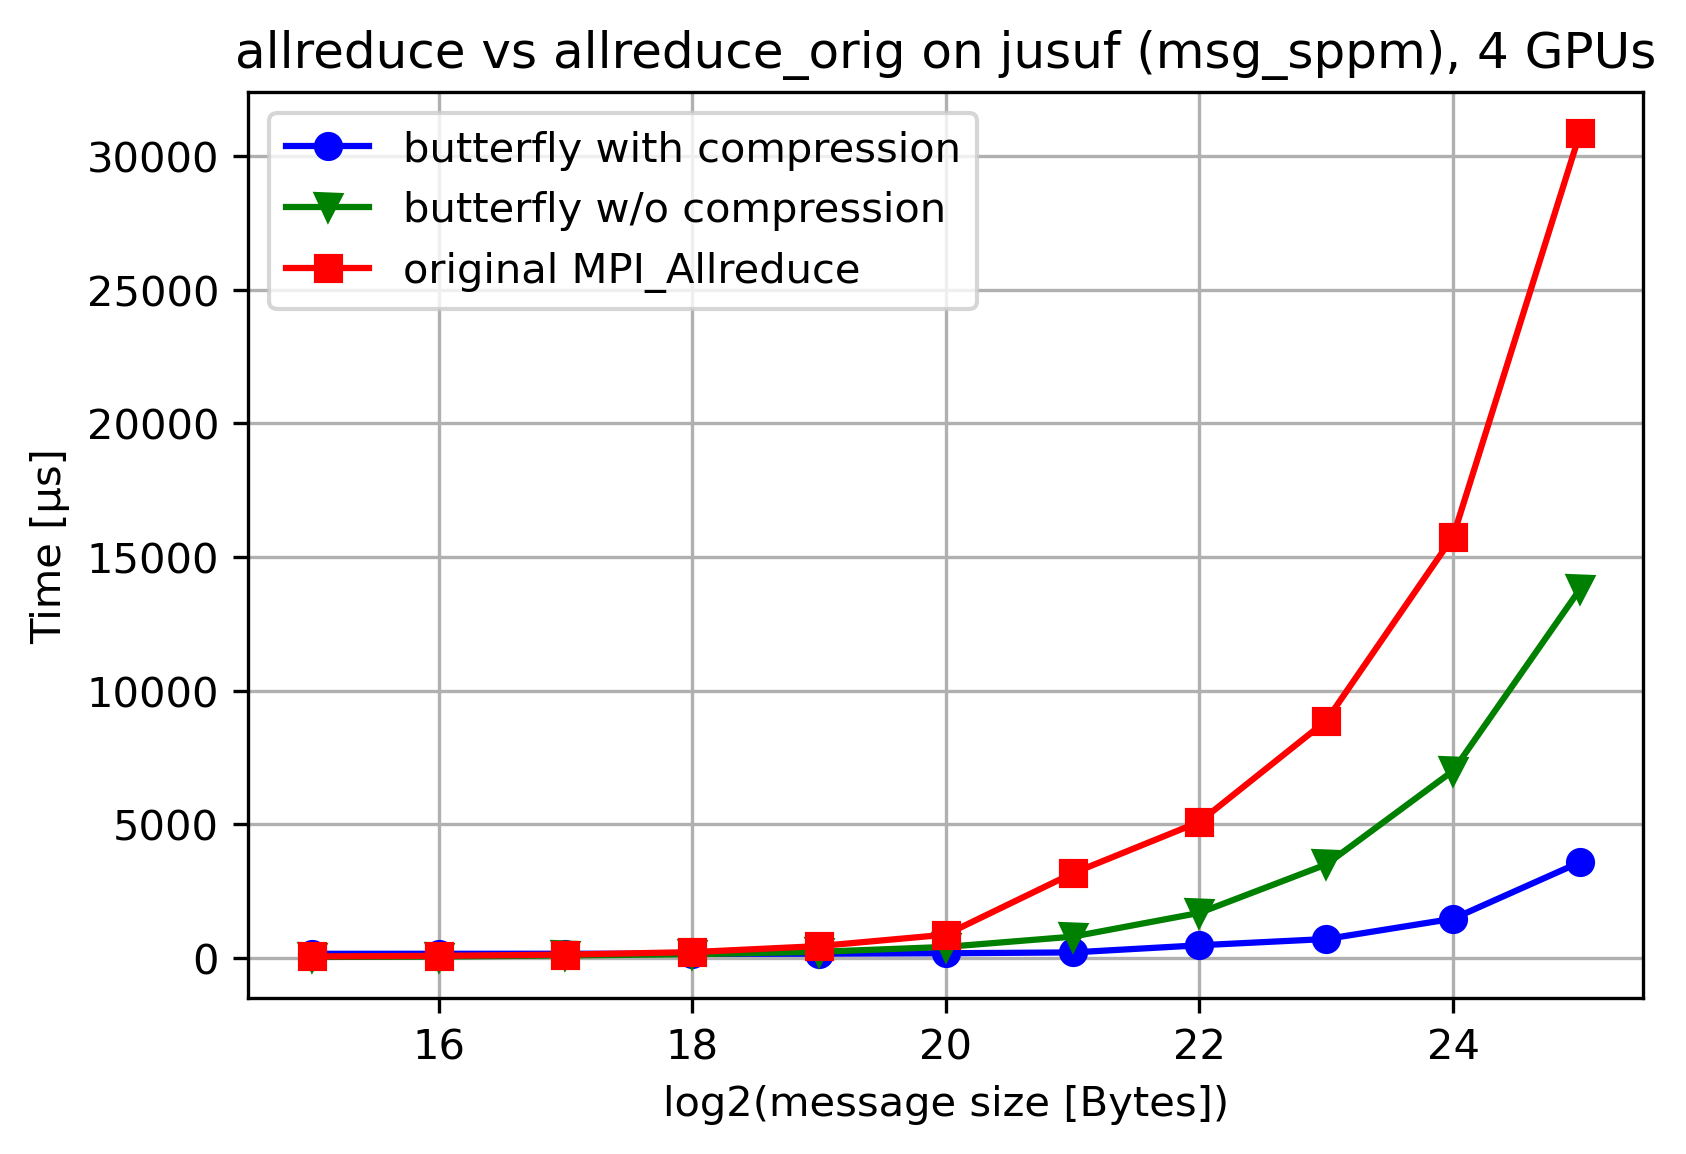 allreduce vs allreduce_orig on jusuf (msg_sppm), 4 GPUs
butterfly with compression
butterfly w/o compression
original MPI_Allreduce
30000
25000
20000
15000
10000
5000
0
Time [µs]
16 18 20 22 24
log2(message size [Bytes])